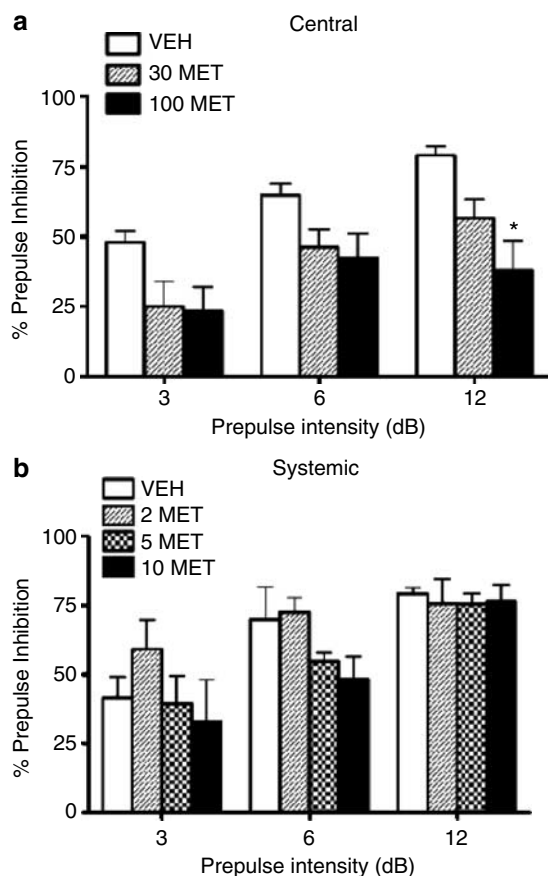 a
Central
VEH
30 MET
100 MET
100
75
50
25
0
% Prepulse Inhibition
*
3 6 12
Prepulse intensity (dB)
b
Systemic
VEH
2 MET
5 MET
10 MET
100
75
50
25
0
% Prepulse Inhibition
3 6 12
Prepulse intensity (dB)